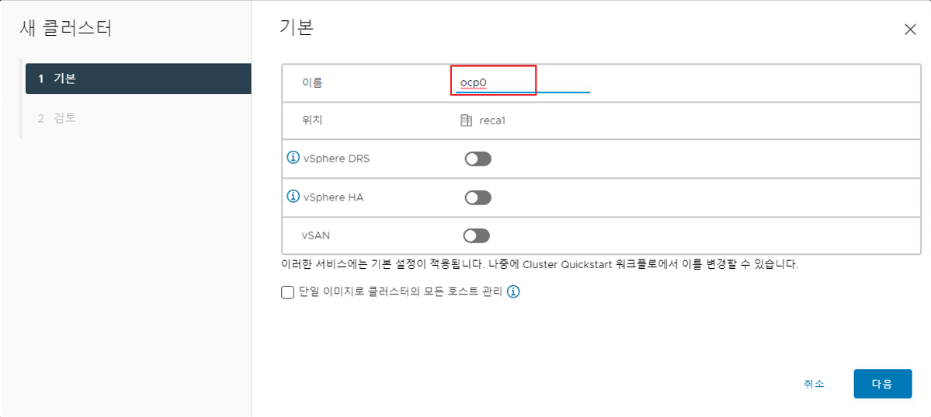 새 클러스터
기본
1 기본
2 검토
이름 ocp0
위치 reca1
vSphere DRS
vSphere HA
vSAN
이러한 서비스에는 기본 설정이 적용됩니다. 나중에 Cluster Quickstart 워크플로에서 이를 변경할 수 있습니다.
단일 이미지로 클러스터의 모든 호스트 관리
취소 다음